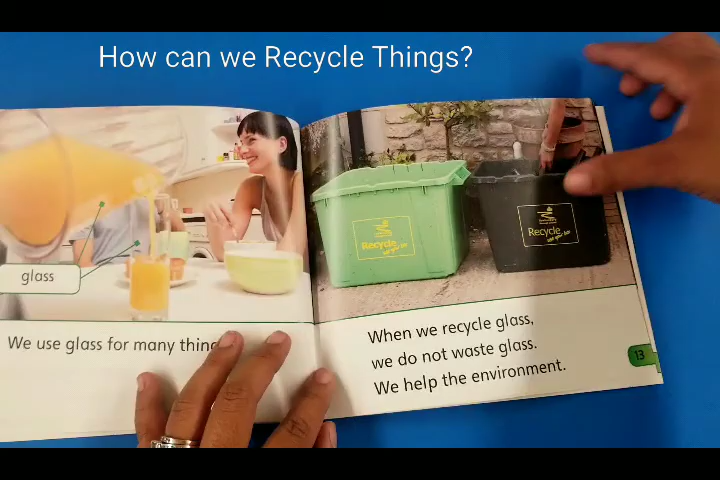 How can we Recycle Things?
glass
We use glass for many
Recycle
Recycle
When we recycle glass,
we do not waste glass.
We help the environment.
13